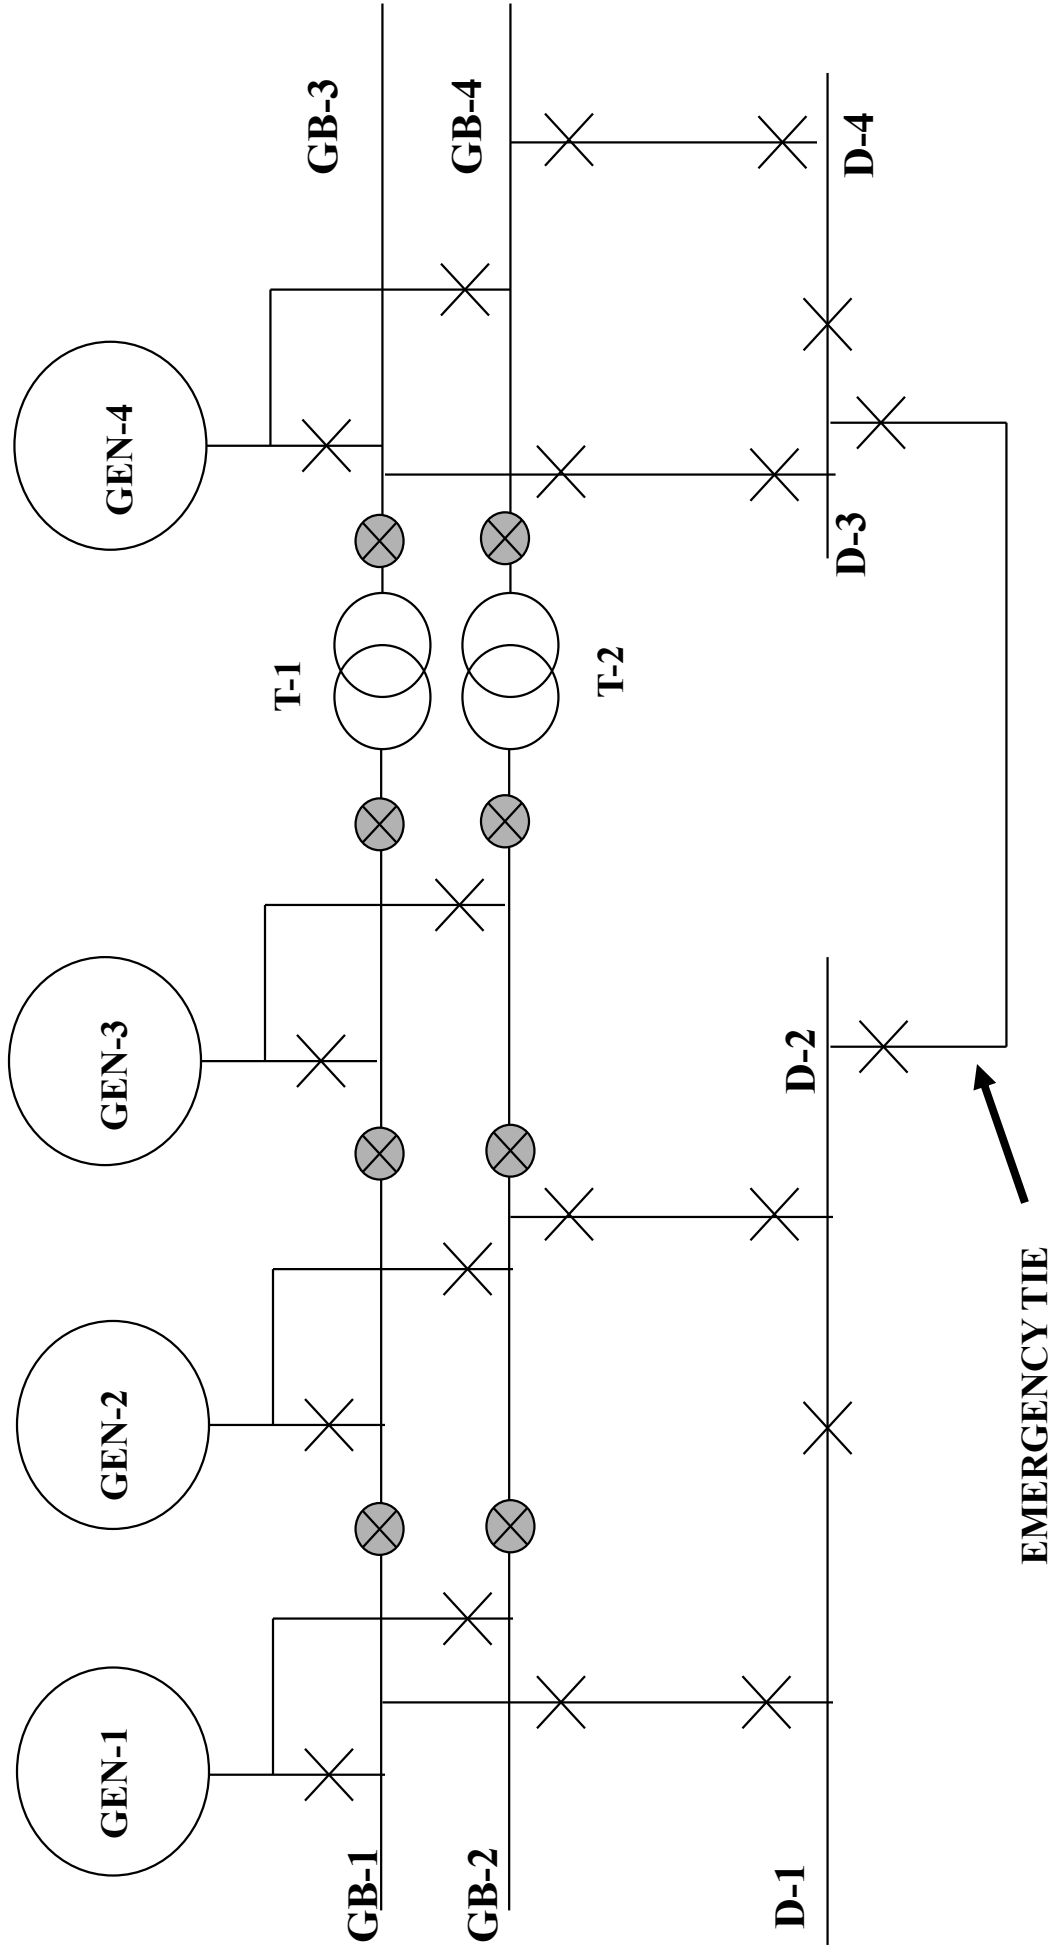 GEN-1
GEN-2
GEN-3
GEN-4
GB-1
GB-2
GB-3
GB-4
T-1
T-2
D-1
D-2
D-3
D-4
EMERGENCY TIE